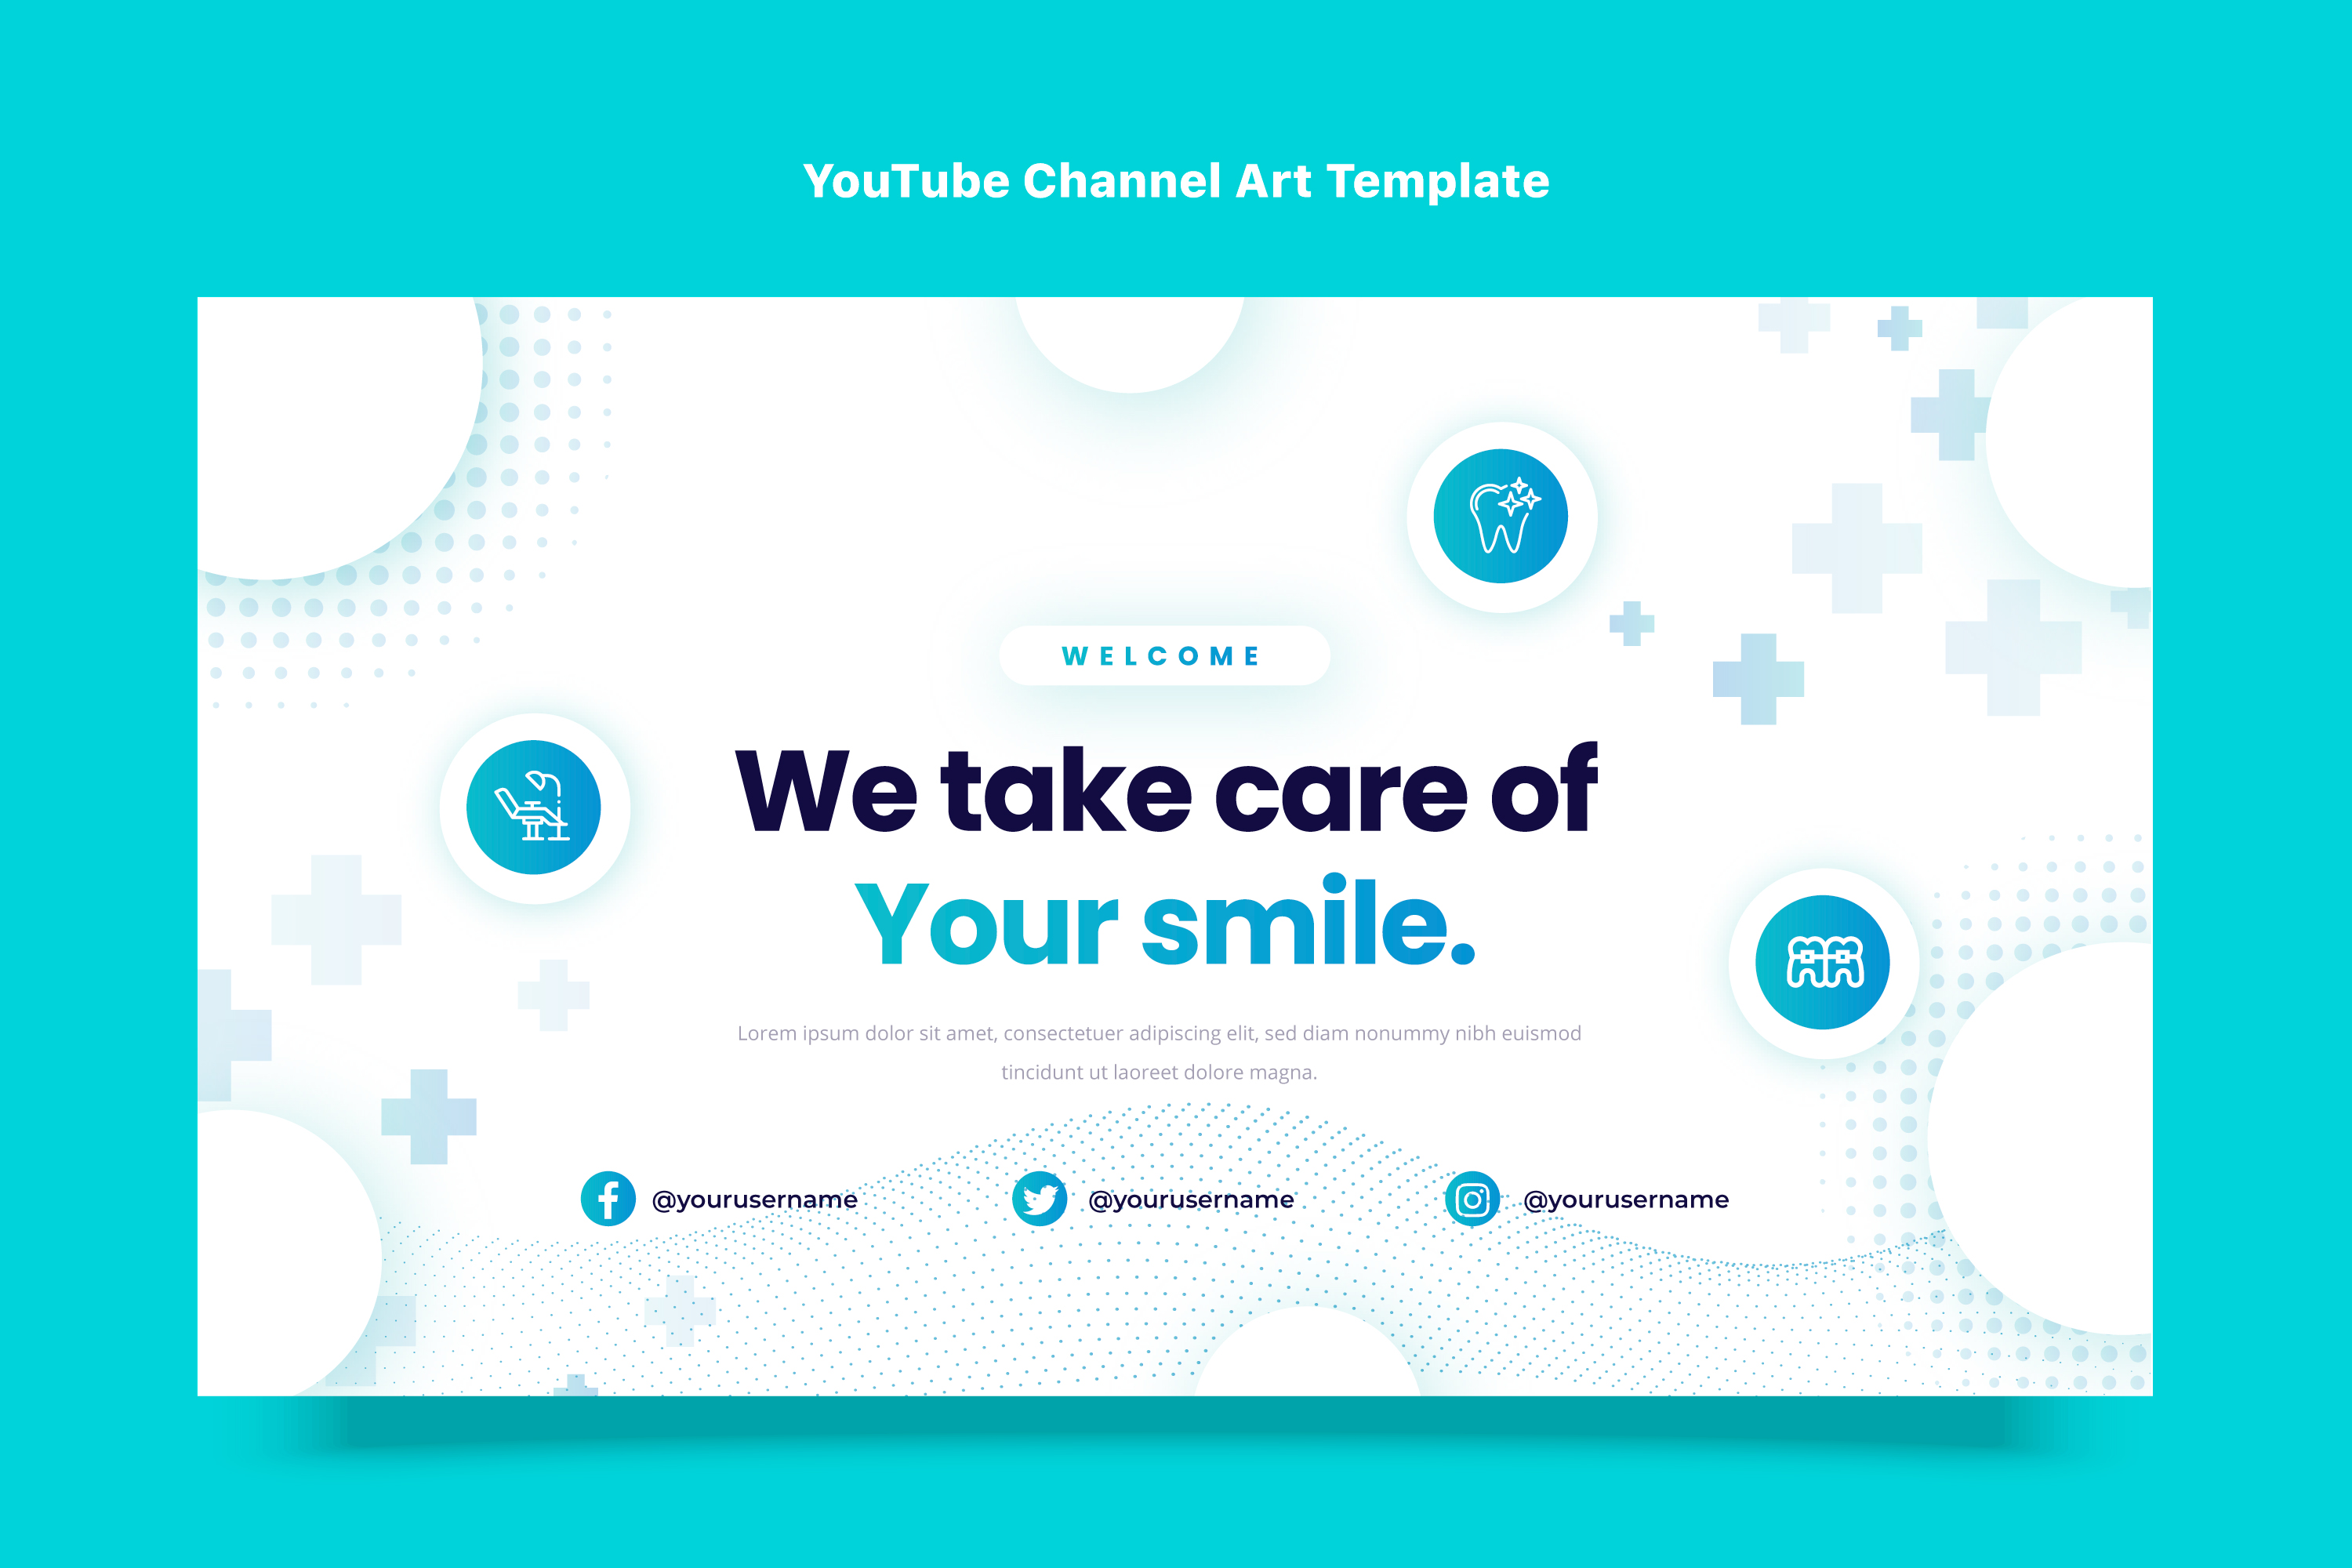 YouTube Channel Art Template
WELCOME
We take care of
Your smile.
Lorem ipsum dolor sit amet, consectetuer adipiscing elit, sed diam nonummy nibh euismod
tincidunt ut laoreet dolore magna.
@yourusername @yourusername @yourusername